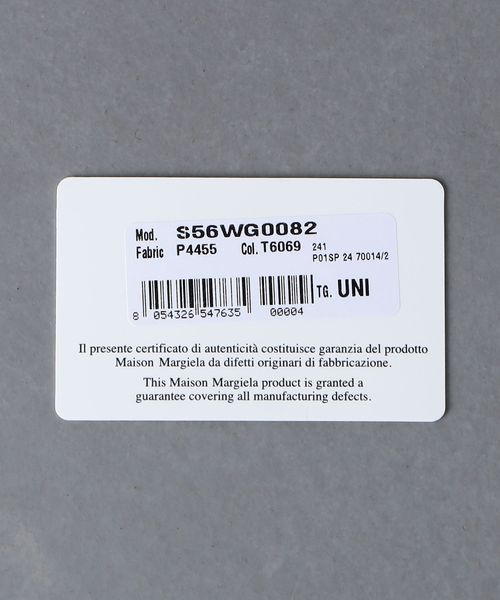 Mod. S56WG0082
Fabric P4455 Col. T6069 241
P01SP 24 70014/2
TG. UNI
8 054326 547635 00004
Il presente certificato di autenticità costituisce garanzia del prodotto
Maison Margiela da difetti originari di fabbricazione.
This Maison Margiela product is granted a
guarantee covering all manufacturing defects.